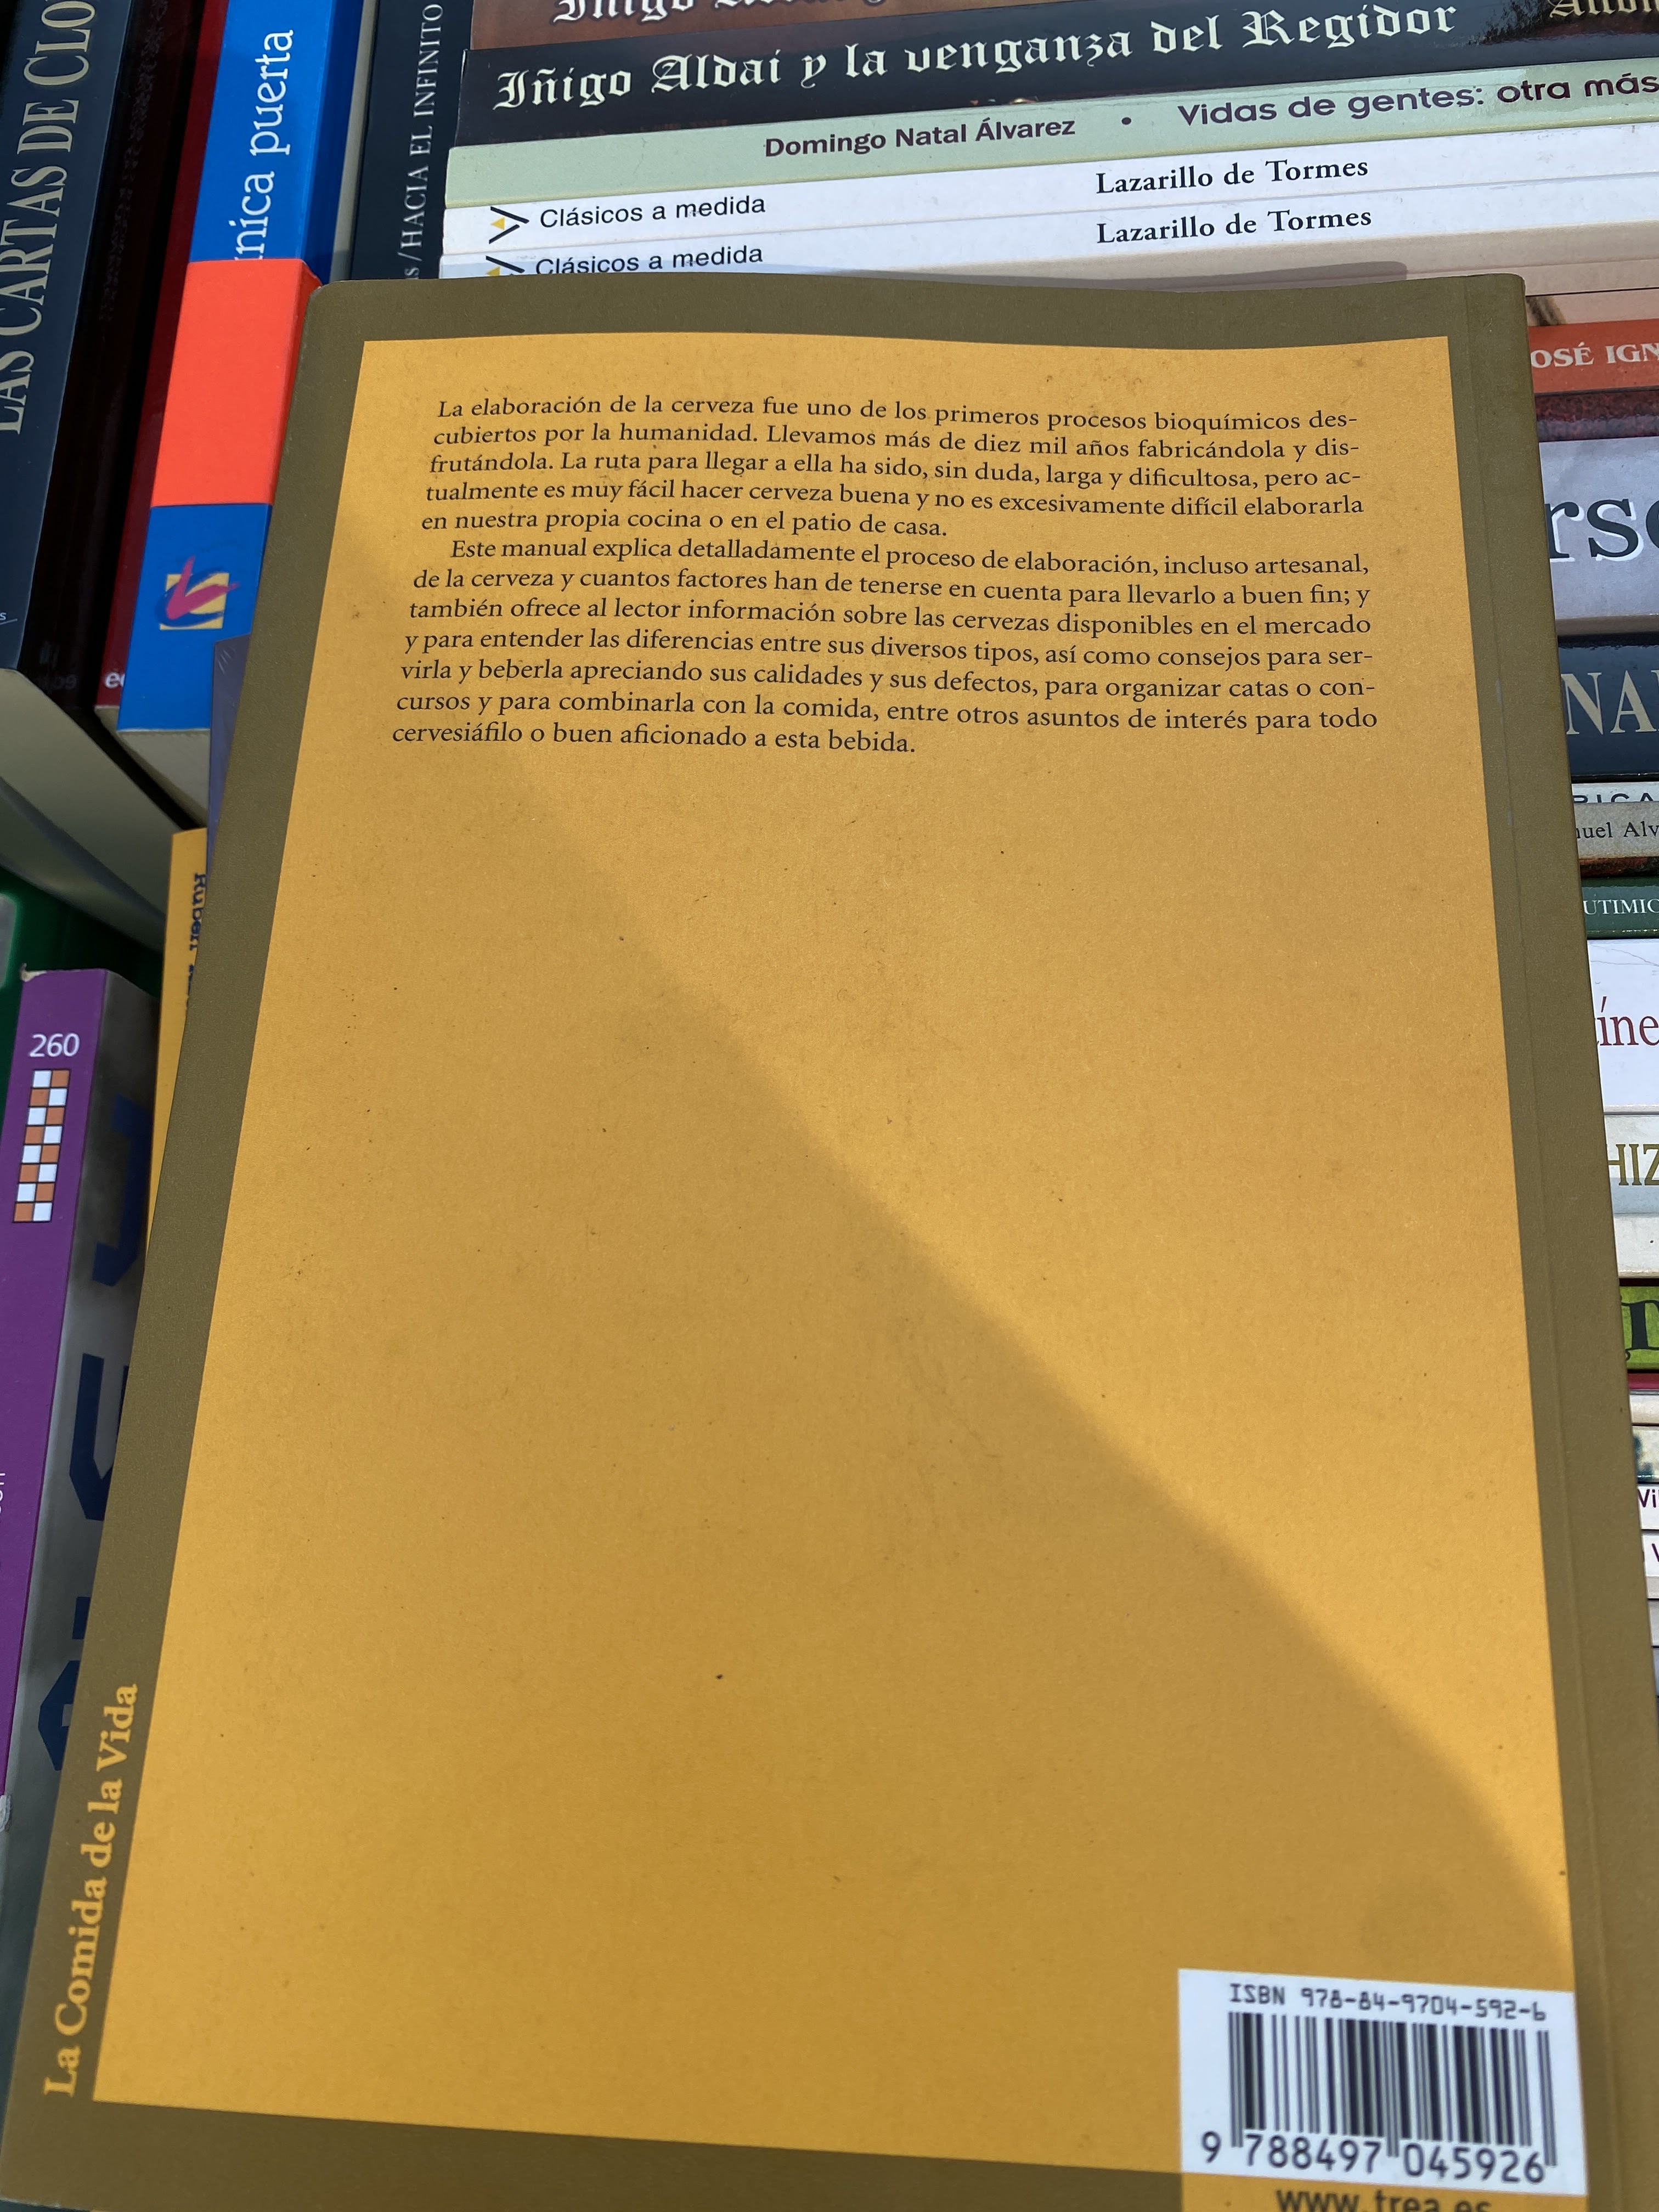 LAS CARTAS DE
puerta
HACIA EL INFINITO
Iñigo
Iñigo Aldai y la venganza del Regidor
Domingo Natal Álvarez • Vidas de gentes: otra más
Clásicos a medida Lazarillo de Tormes
Clásicos a medida Lazarillo de Tormes
La elaboración de la cerveza fue uno de los primeros procesos bioquímicos des-
cubiertos por la humanidad. Llevamos más de diez mil años fabricándola y dis-
frutándola. La ruta para llegar a ella ha sido, sin duda, larga y dificultosa, pero ac-
tualmente es muy fácil hacer cerveza buena y no es excesivamente difícil elaborarla
en nuestra propia cocina o en el patio de casa.
Este manual explica detalladamente el proceso de elaboración, incluso artesanal,
de la cerveza y cuantos factores han de tenerse en cuenta para llevarlo a buen fin; y
también ofrece al lector información sobre las cervezas disponibles en el mercado
y para entender las diferencias entre sus diversos tipos, así como consejos para ser-
virla y beberla apreciando sus calidades y sus defectos, para organizar catas o con-
cursos y para combinarla con la comida, entre otros asuntos de interés para todo
cervesiáfilo o buen aficionado a esta bebida.
260
La Comida de la Vida
ISBN 978-84-9704-592-6
9 788497 045926
www.trea.es
JOSÉ